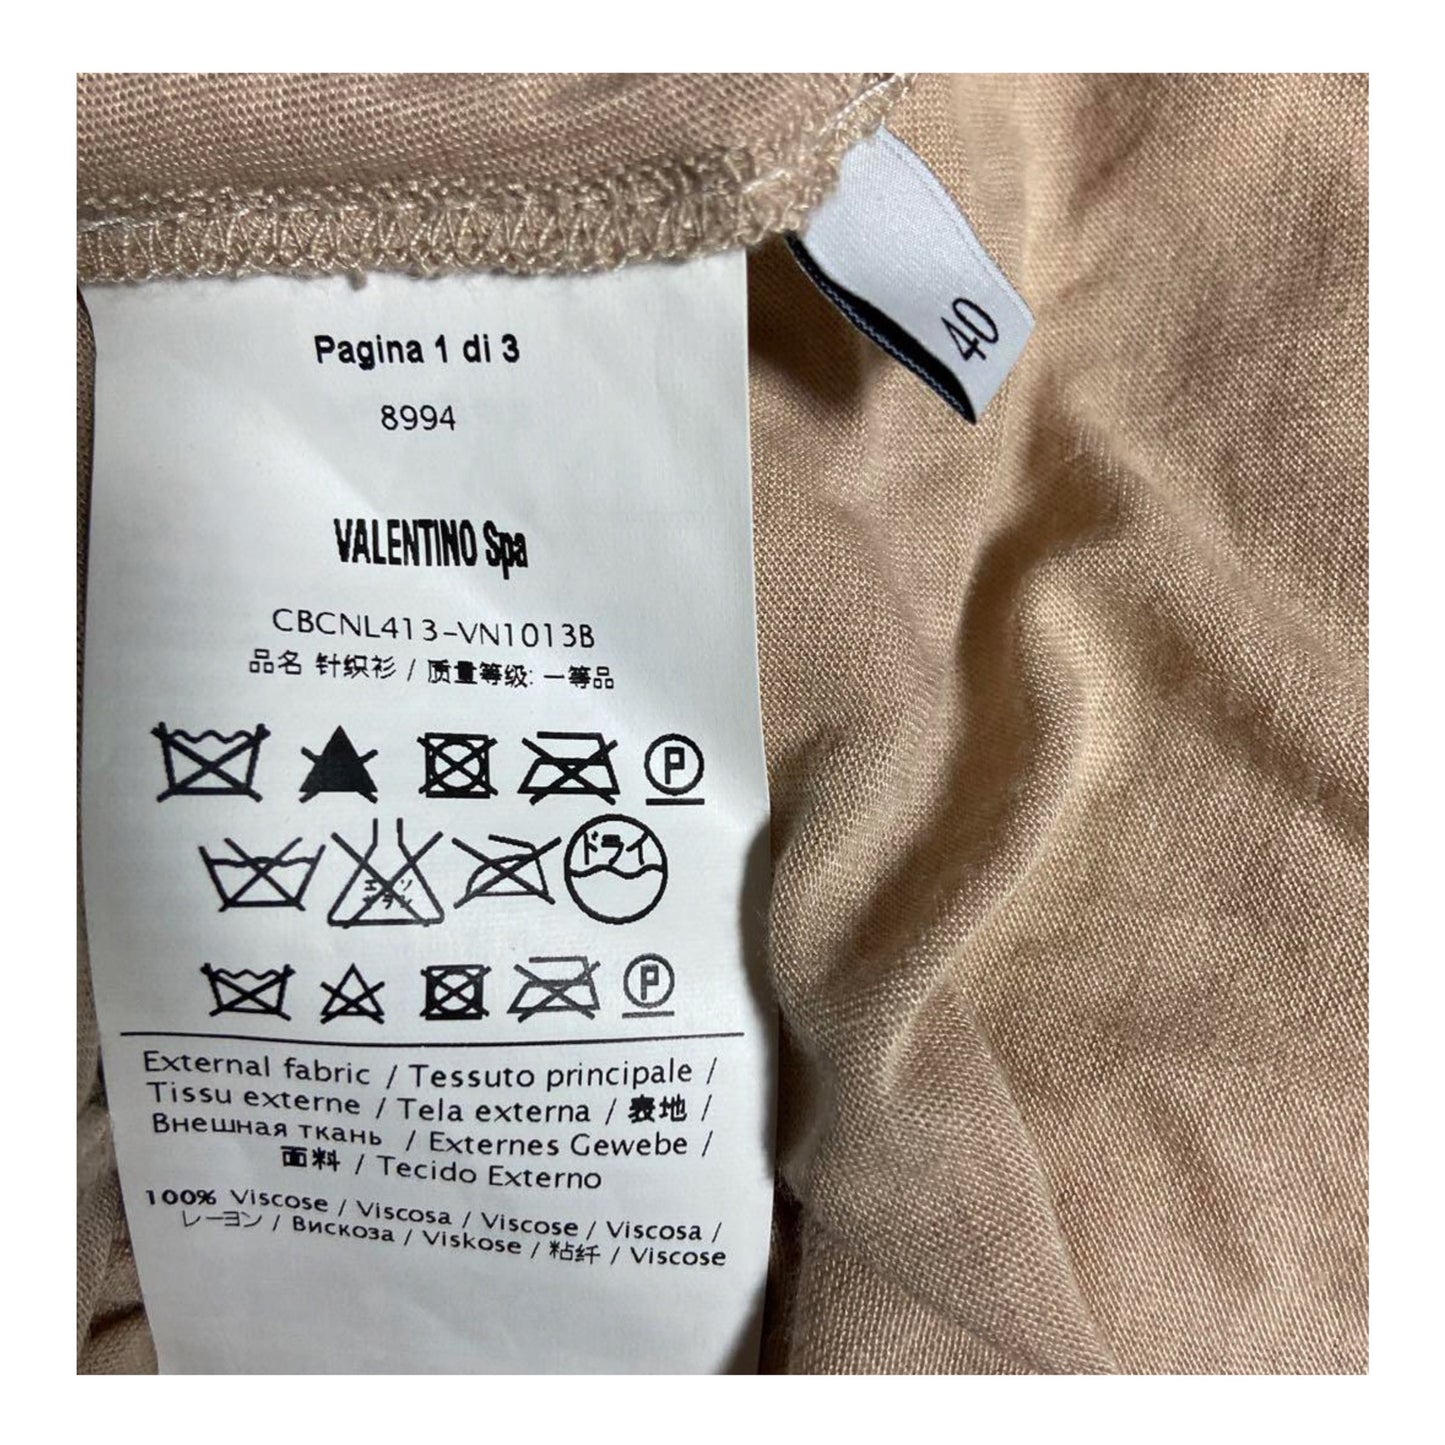 40
Pagina 1 di 3
8994
VALENTINO Spa
CBCNL413-VN1013B
品名 针织衫 / 质量等级: 一等品
P
エンソ
ドライ
P
External fabric / Tessuto principale /
Tissu externe / Tela externa / 表地 /
Внешная ткань / Externes Gewebe /
面料 / Tecido Externo
100% Viscose / Viscosa / Viscose / Viscosa /
レーヨン / Вискоза / Viskose / 粘纤 / Viscose